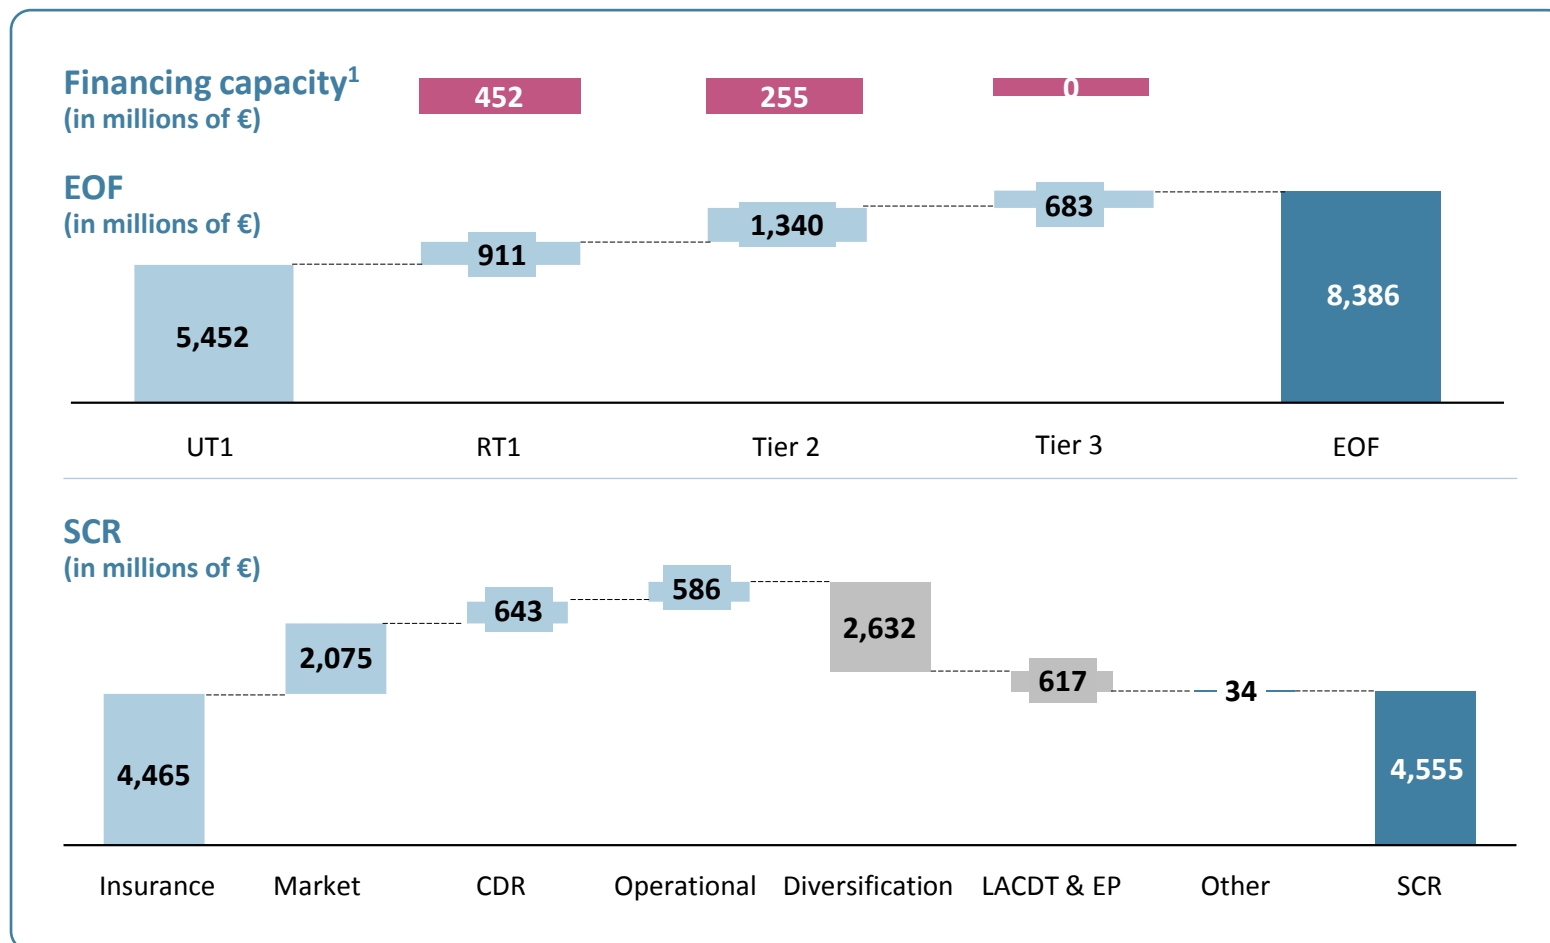 Financing capacity1
(in millions of €)
452
255
0
EOF
(in millions of €)
5,452
911
1,340
683
8,386
UT1
RT1
Tier 2
Tier 3
EOF
SCR
(in millions of €)
4,465
2,075
643
586
2,632
617
34
4,555
Insurance
Market
CDR
Operational
Diversification
LACDT & EP
Other
SCR